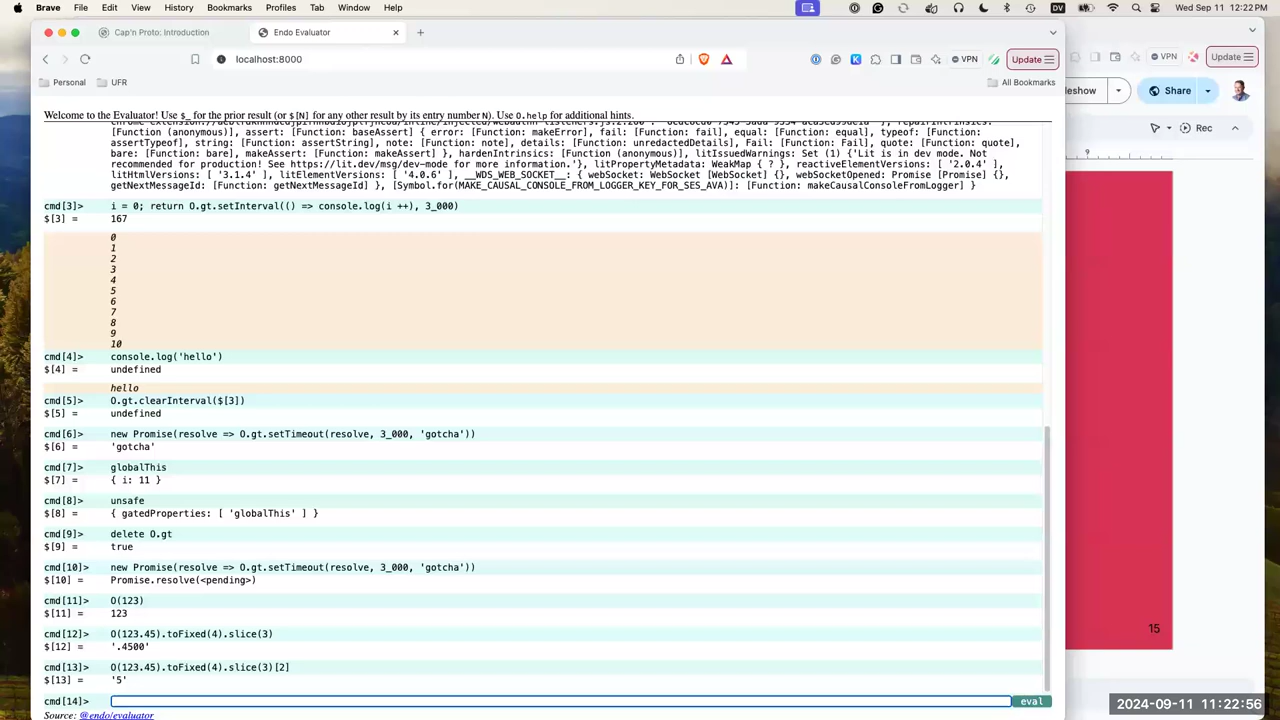 Brave File Edit View History Bookmarks Profiles Tab Window Help
DV
Wed Sep 11 12:22 PM
Cap'n Proto: Introduction
Endo Evaluator
localhost:8000
VPN
Update
VPN
Update
Personal
UFR
All Bookmarks
deshow
Share
Rec
9
Welcome to the Evaluator! Use $_ for the prior result (or $[N] for any other result by its entry number N). Use O.help for additional hints.
[Function (anonymous)], assert: [Function: baseAssert] { error: [Function: makeError], fail: [Function: fail], equal: [Function: equal], typeof: [Function:
assertTypeof], string: [Function: assertString], note: [Function: note], details: [Function: unredactedDetails], Fail: [Function: Fail], quote: [Function: quote],
bare: [Function: bare], makeAssert: [Function: makeAssert] }, hardenIntrinsics: [Function (anonymous)], litIssuedWarnings: Set (1) {'Lit is in dev mode. Not
recommended for production! See https://lit.dev/msg/dev-mode for more information.'}, litPropertyMetadata: WeakMap { ? }, reactiveElementVersions: [ '2.0.4' ],
litHtmlVersions: [ '3.1.4' ], litElementVersions: [ '4.0.6' ], __WDS_WEB_SOCKET__: { webSocket: WebSocket [WebSocket] {}, webSocketOpened: Promise [Promise] {},
getNextMessageId: [Function: getNextMessageId] }, [Symbol.for(MAKE_CAUSAL_CONSOLE_FROM_LOGGER_KEY_FOR_SES_AVA)]: [Function: makeCausalConsoleFromLogger] }
cmd[3]> i = 0; return O.gt.setInterval(() => console.log(i ++), 3_000)
$[3] = 167
0
1
2
3
4
5
6
7
8
9
10
cmd[4]> console.log('hello')
$[4] = undefined
hello
cmd[5]> O.gt.clearInterval($[3])
$[5] = undefined
cmd[6]> new Promise(resolve => O.gt.setTimeout(resolve, 3_000, 'gotcha'))
$[6] = 'gotcha'
cmd[7]> globalThis
$[7] = { i: 11 }
cmd[8]> unsafe
$[8] = { gatedProperties: [ 'globalThis' ] }
cmd[9]> delete O.gt
$[9] = true
cmd[10]> new Promise(resolve => O.gt.setTimeout(resolve, 3_000, 'gotcha'))
$[10] = Promise.resolve(<pending>)
cmd[11]> O(123)
$[11] = 123
cmd[12]> O(123.45).toFixed(4).slice(3)
$[12] = '.4500'
cmd[13]> O(123.45).toFixed(4).slice(3)[2]
$[13] = '5'
cmd[14]>
eval
Source: @endo/evaluator
15
2024-09-11 11:22:56